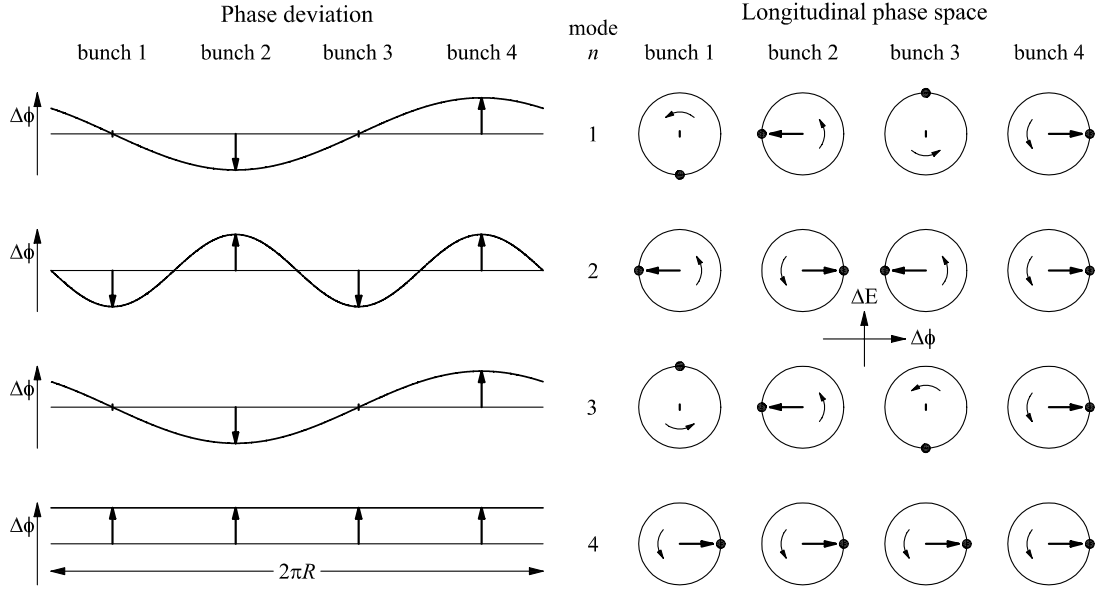 Phase deviation
Longitudinal phase space
mode
bunch 1 bunch 2 bunch 3 bunch 4 n bunch 1 bunch 2 bunch 3 bunch 4
Δϕ
1
Δϕ
2
ΔE
Δϕ
Δϕ
3
Δϕ
4
2πR